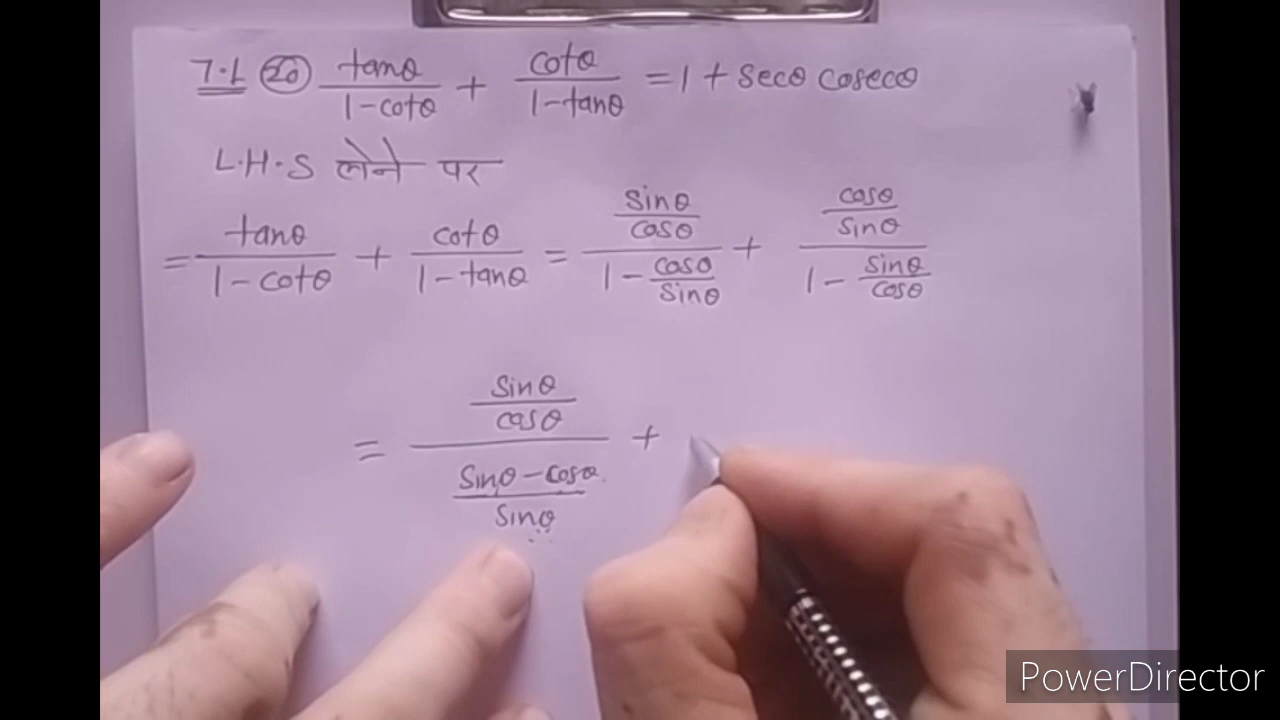 7.1 (20) tanθ/(1-cotθ) + cotθ/(1-tanθ) = 1 + secθ cosecθ
L.H.S लेने पर
= tanθ/(1-cotθ) + cotθ/(1-tanθ) = (sinθ/cosθ)/(1-cosθ/sinθ) + (cosθ/sinθ)/(1-sinθ/cosθ)
= (sinθ/cosθ)/((sinθ-cosθ)/sinθ) +
PowerDirector